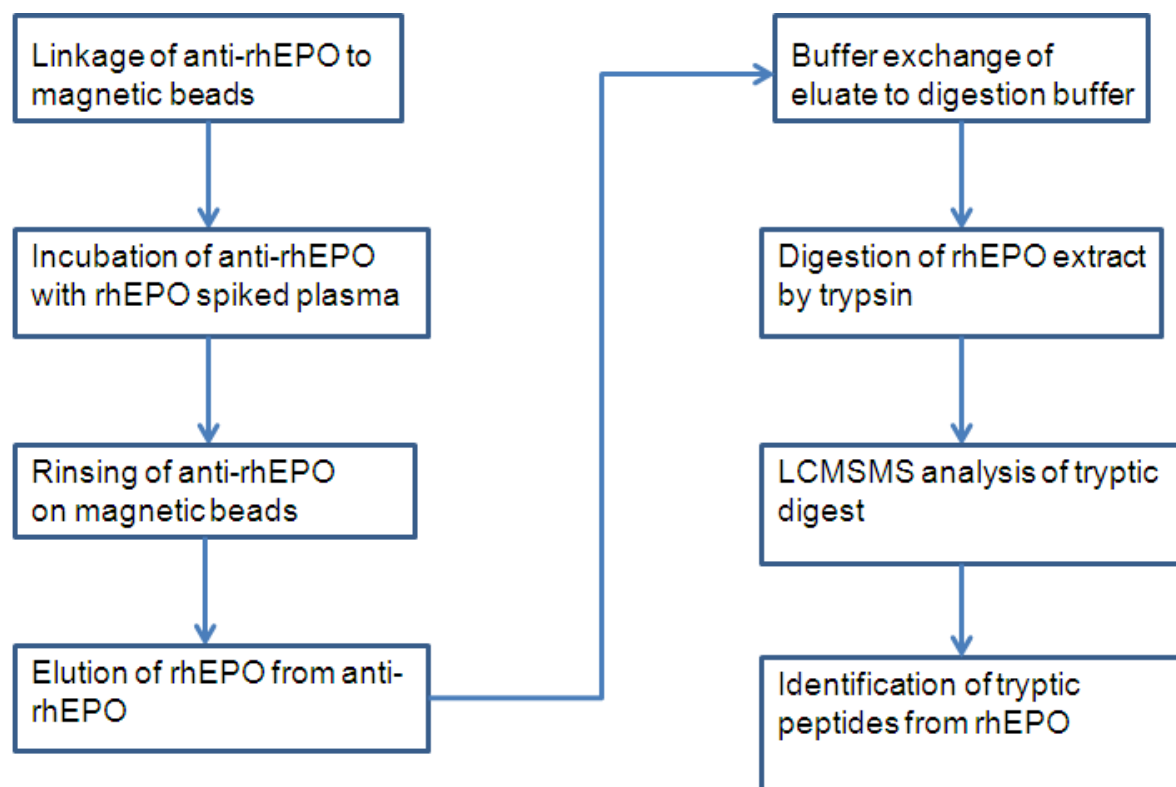 Linkage of anti-rhEPO to
magnetic beads
Incubation of anti-rhEPO
with rhEPO spiked plasma
Rinsing of anti-rhEPO
on magnetic beads
Elution of rhEPO from anti-
rhEPO
Buffer exchange of
eluate to digestion buffer
Digestion of rhEPO extract
by trypsin
LCMSMS analysis of tryptic
digest
Identification of tryptic
peptides from rhEPO